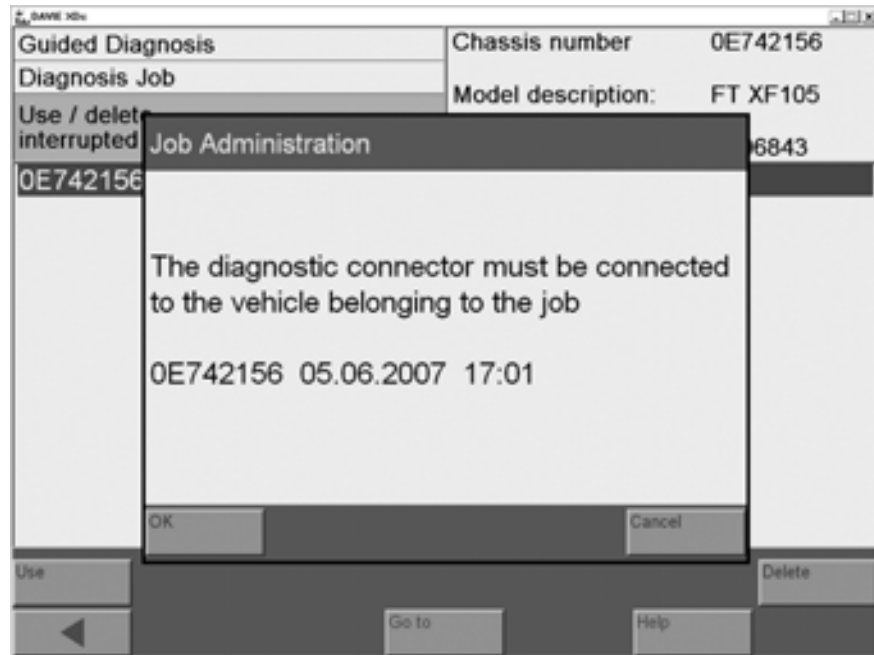 DAVIE XDc
Guided Diagnosis
Chassis number 0E742156
Diagnosis Job
Model description: FT XF105
Use / delete
interrupted
6843
Job Administration
0E742156
The diagnostic connector must be connected
to the vehicle belonging to the job
0E742156 05.06.2007 17:01
OK Cancel
Use Delete
Go to Help